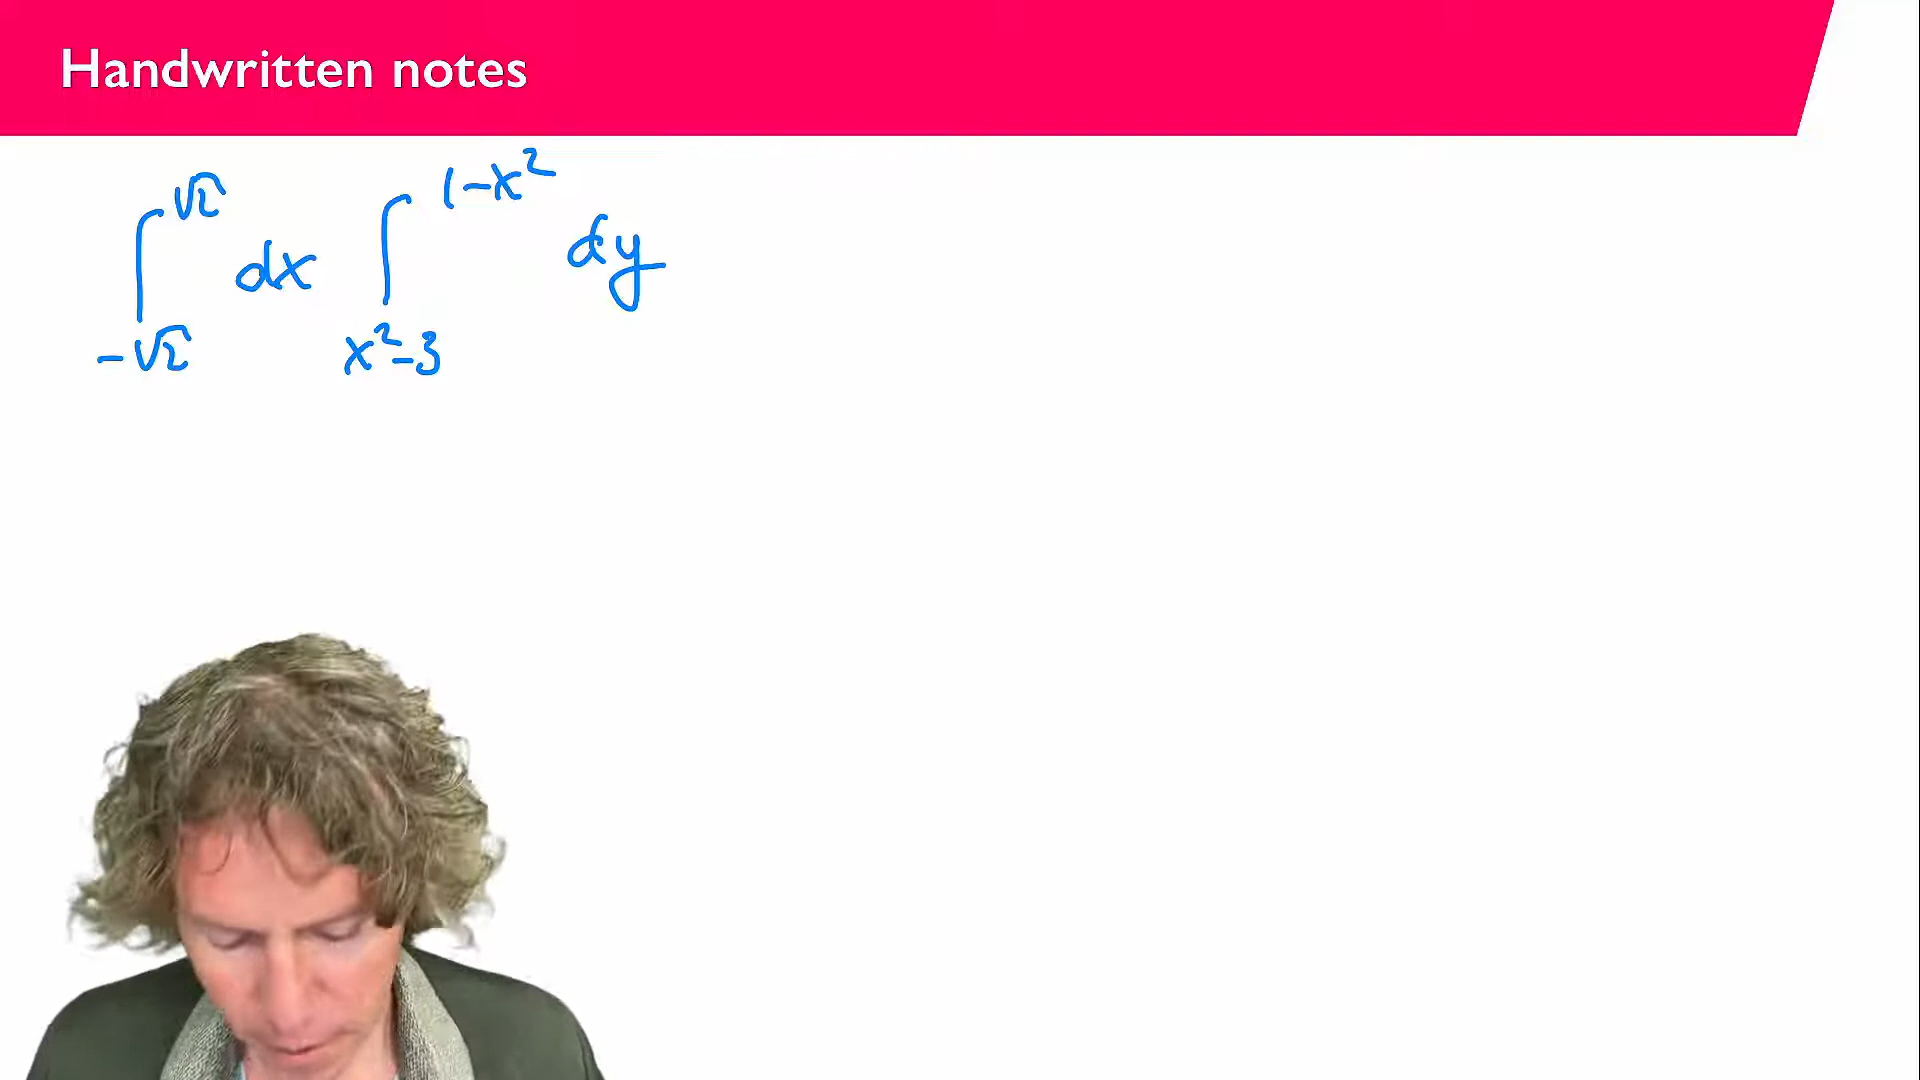 Handwritten notes
∫_{-√2}^{√2} dx ∫_{x²-3}^{1-x²} dy